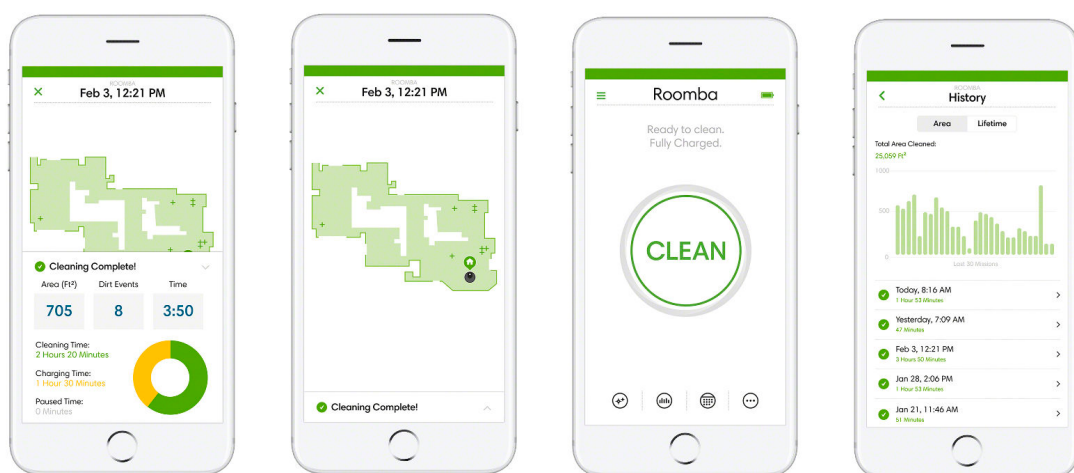 ROOMBA
Feb 3, 12:21 PM
Cleaning Complete!
Area (Ft²) Dirt Events Time
705 8 3:50
Cleaning Time:
2 Hours 20 Minutes
Charging Time:
1 Hour 30 Minutes
Paused Time:
0 Minutes
ROOMBA
Feb 3, 12:21 PM
Cleaning Complete!
Roomba
Ready to clean.
Fully Charged.
CLEAN
ROOMBA
History
Area Lifetime
Total Area Cleaned:
25,059 Ft²
1000
500
0
Last 30 Missions
Today, 8:16 AM
1 Hour 53 Minutes
Yesterday, 7:09 AM
47 Minutes
Feb 3, 12:21 PM
3 Hours 50 Minutes
Jan 28, 2:06 PM
1 Hour 53 Minutes
Jan 21, 11:46 AM
51 Minutes